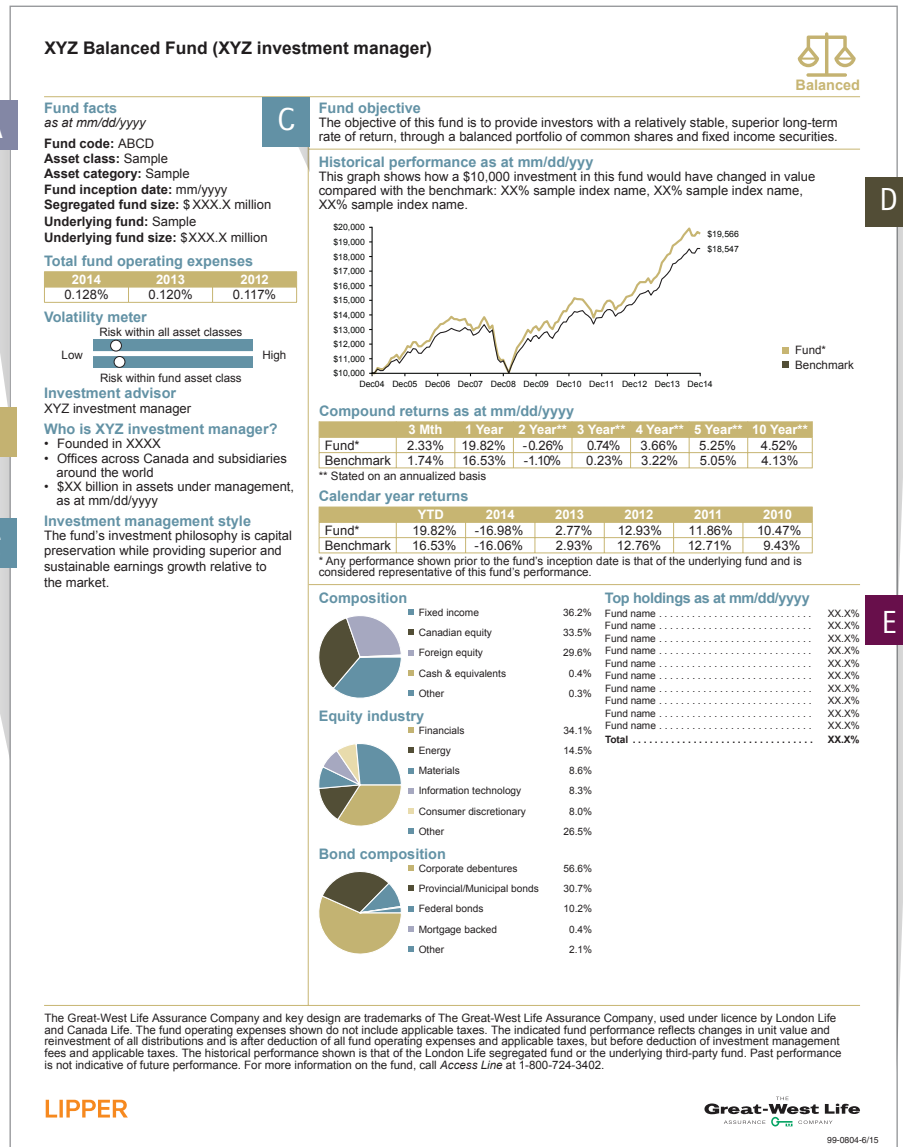 XYZ Balanced Fund (XYZ investment manager)
Balanced
Fund facts
as at mm/dd/yyyy
Fund code: ABCD
Asset class: Sample
Asset category: Sample
Fund inception date: mm/yyyy
Segregated fund size: $XXX.X million
Underlying fund: Sample
Underlying fund size: $XXX.X million
Total fund operating expenses
2014 2013 2012
0.128% 0.120% 0.117%
Volatility meter
Risk within all asset classes
Low High
Risk within fund asset class
Investment advisor
XYZ investment manager
Who is XYZ investment manager?
• Founded in XXXX
• Offices across Canada and subsidiaries
around the world
• $XX billion in assets under management,
as at mm/dd/yyyy
Investment management style
The fund's investment philosophy is capital
preservation while providing superior and
sustainable earnings growth relative to
the market.
C
Fund objective
The objective of this fund is to provide investors with a relatively stable, superior long-term
rate of return, through a balanced portfolio of common shares and fixed income securities.
Historical performance as at mm/dd/yyy
This graph shows how a $10,000 investment in this fund would have changed in value
compared with the benchmark: XX% sample index name, XX% sample index name,
XX% sample index name.
D
$20,000
$19,000
$18,000
$17,000
$16,000
$15,000
$14,000
$13,000
$12,000
$11,000
$10,000
$19,566
$18,547
Dec04 Dec05 Dec06 Dec07 Dec08 Dec09 Dec10 Dec11 Dec12 Dec13 Dec14
Fund*
Benchmark
Compound returns as at mm/dd/yyyy
3 Mth 1 Year 2 Year** 3 Year** 4 Year** 5 Year** 10 Year**
Fund* 2.33% 19.82% -0.26% 0.74% 3.66% 5.25% 4.52%
Benchmark 1.74% 16.53% -1.10% 0.23% 3.22% 5.05% 4.13%
** Stated on an annualized basis
Calendar year returns
YTD 2014 2013 2012 2011 2010
Fund* 19.82% -16.98% 2.77% 12.93% 11.86% 10.47%
Benchmark 16.53% -16.06% 2.93% 12.76% 12.71% 9.43%
* Any performance shown prior to the fund's inception date is that of the underlying fund and is
considered representative of this fund's performance.
Composition
Fixed income 36.2%
Canadian equity 33.5%
Foreign equity 29.6%
Cash & equivalents 0.4%
Other 0.3%
Equity industry
Financials 34.1%
Energy 14.5%
Materials 8.6%
Information technology 8.3%
Consumer discretionary 8.0%
Other 26.5%
Bond composition
Corporate debentures 56.6%
Provincial/Municipal bonds 30.7%
Federal bonds 10.2%
Mortgage backed 0.4%
Other 2.1%
Top holdings as at mm/dd/yyyy
Fund name . . . . . . . . . . . . . . . . . . . . . . . . . . . . XX.X%
Fund name . . . . . . . . . . . . . . . . . . . . . . . . . . . . XX.X%
Fund name . . . . . . . . . . . . . . . . . . . . . . . . . . . . XX.X%
Fund name . . . . . . . . . . . . . . . . . . . . . . . . . . . . XX.X%
Fund name . . . . . . . . . . . . . . . . . . . . . . . . . . . . XX.X%
Fund name . . . . . . . . . . . . . . . . . . . . . . . . . . . . XX.X%
Fund name . . . . . . . . . . . . . . . . . . . . . . . . . . . . XX.X%
Fund name . . . . . . . . . . . . . . . . . . . . . . . . . . . . XX.X%
Fund name . . . . . . . . . . . . . . . . . . . . . . . . . . . . XX.X%
Fund name . . . . . . . . . . . . . . . . . . . . . . . . . . . . XX.X%
Total . . . . . . . . . . . . . . . . . . . . . . . . . . . . . . . . . XX.X%
E
The Great-West Life Assurance Company and key design are trademarks of The Great-West Life Assurance Company, used under licence by London Life
and Canada Life. The fund operating expenses shown do not include applicable taxes. The indicated fund performance reflects changes in unit value and
reinvestment of all distributions and is after deduction of all fund operating expenses and applicable taxes, but before deduction of investment management
fees and applicable taxes. The historical performance shown is that of the London Life segregated fund or the underlying third-party fund. Past performance
is not indicative of future performance. For more information on the fund, call Access Line at 1-800-724-3402.
LIPPER
THE
Great-West Life
ASSURANCE COMPANY
99-0804-6/15